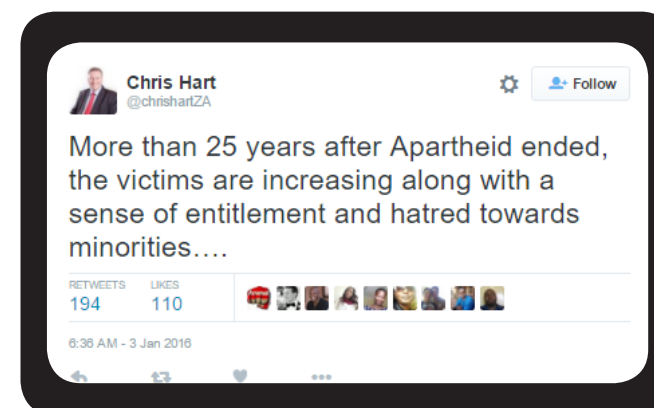 Chris Hart
@chrishartZA
Follow
More than 25 years after Apartheid ended,
the victims are increasing along with a
sense of entitlement and hatred towards
minorities….
RETWEETS LIKES
194 110
6:36 AM - 3 Jan 2016